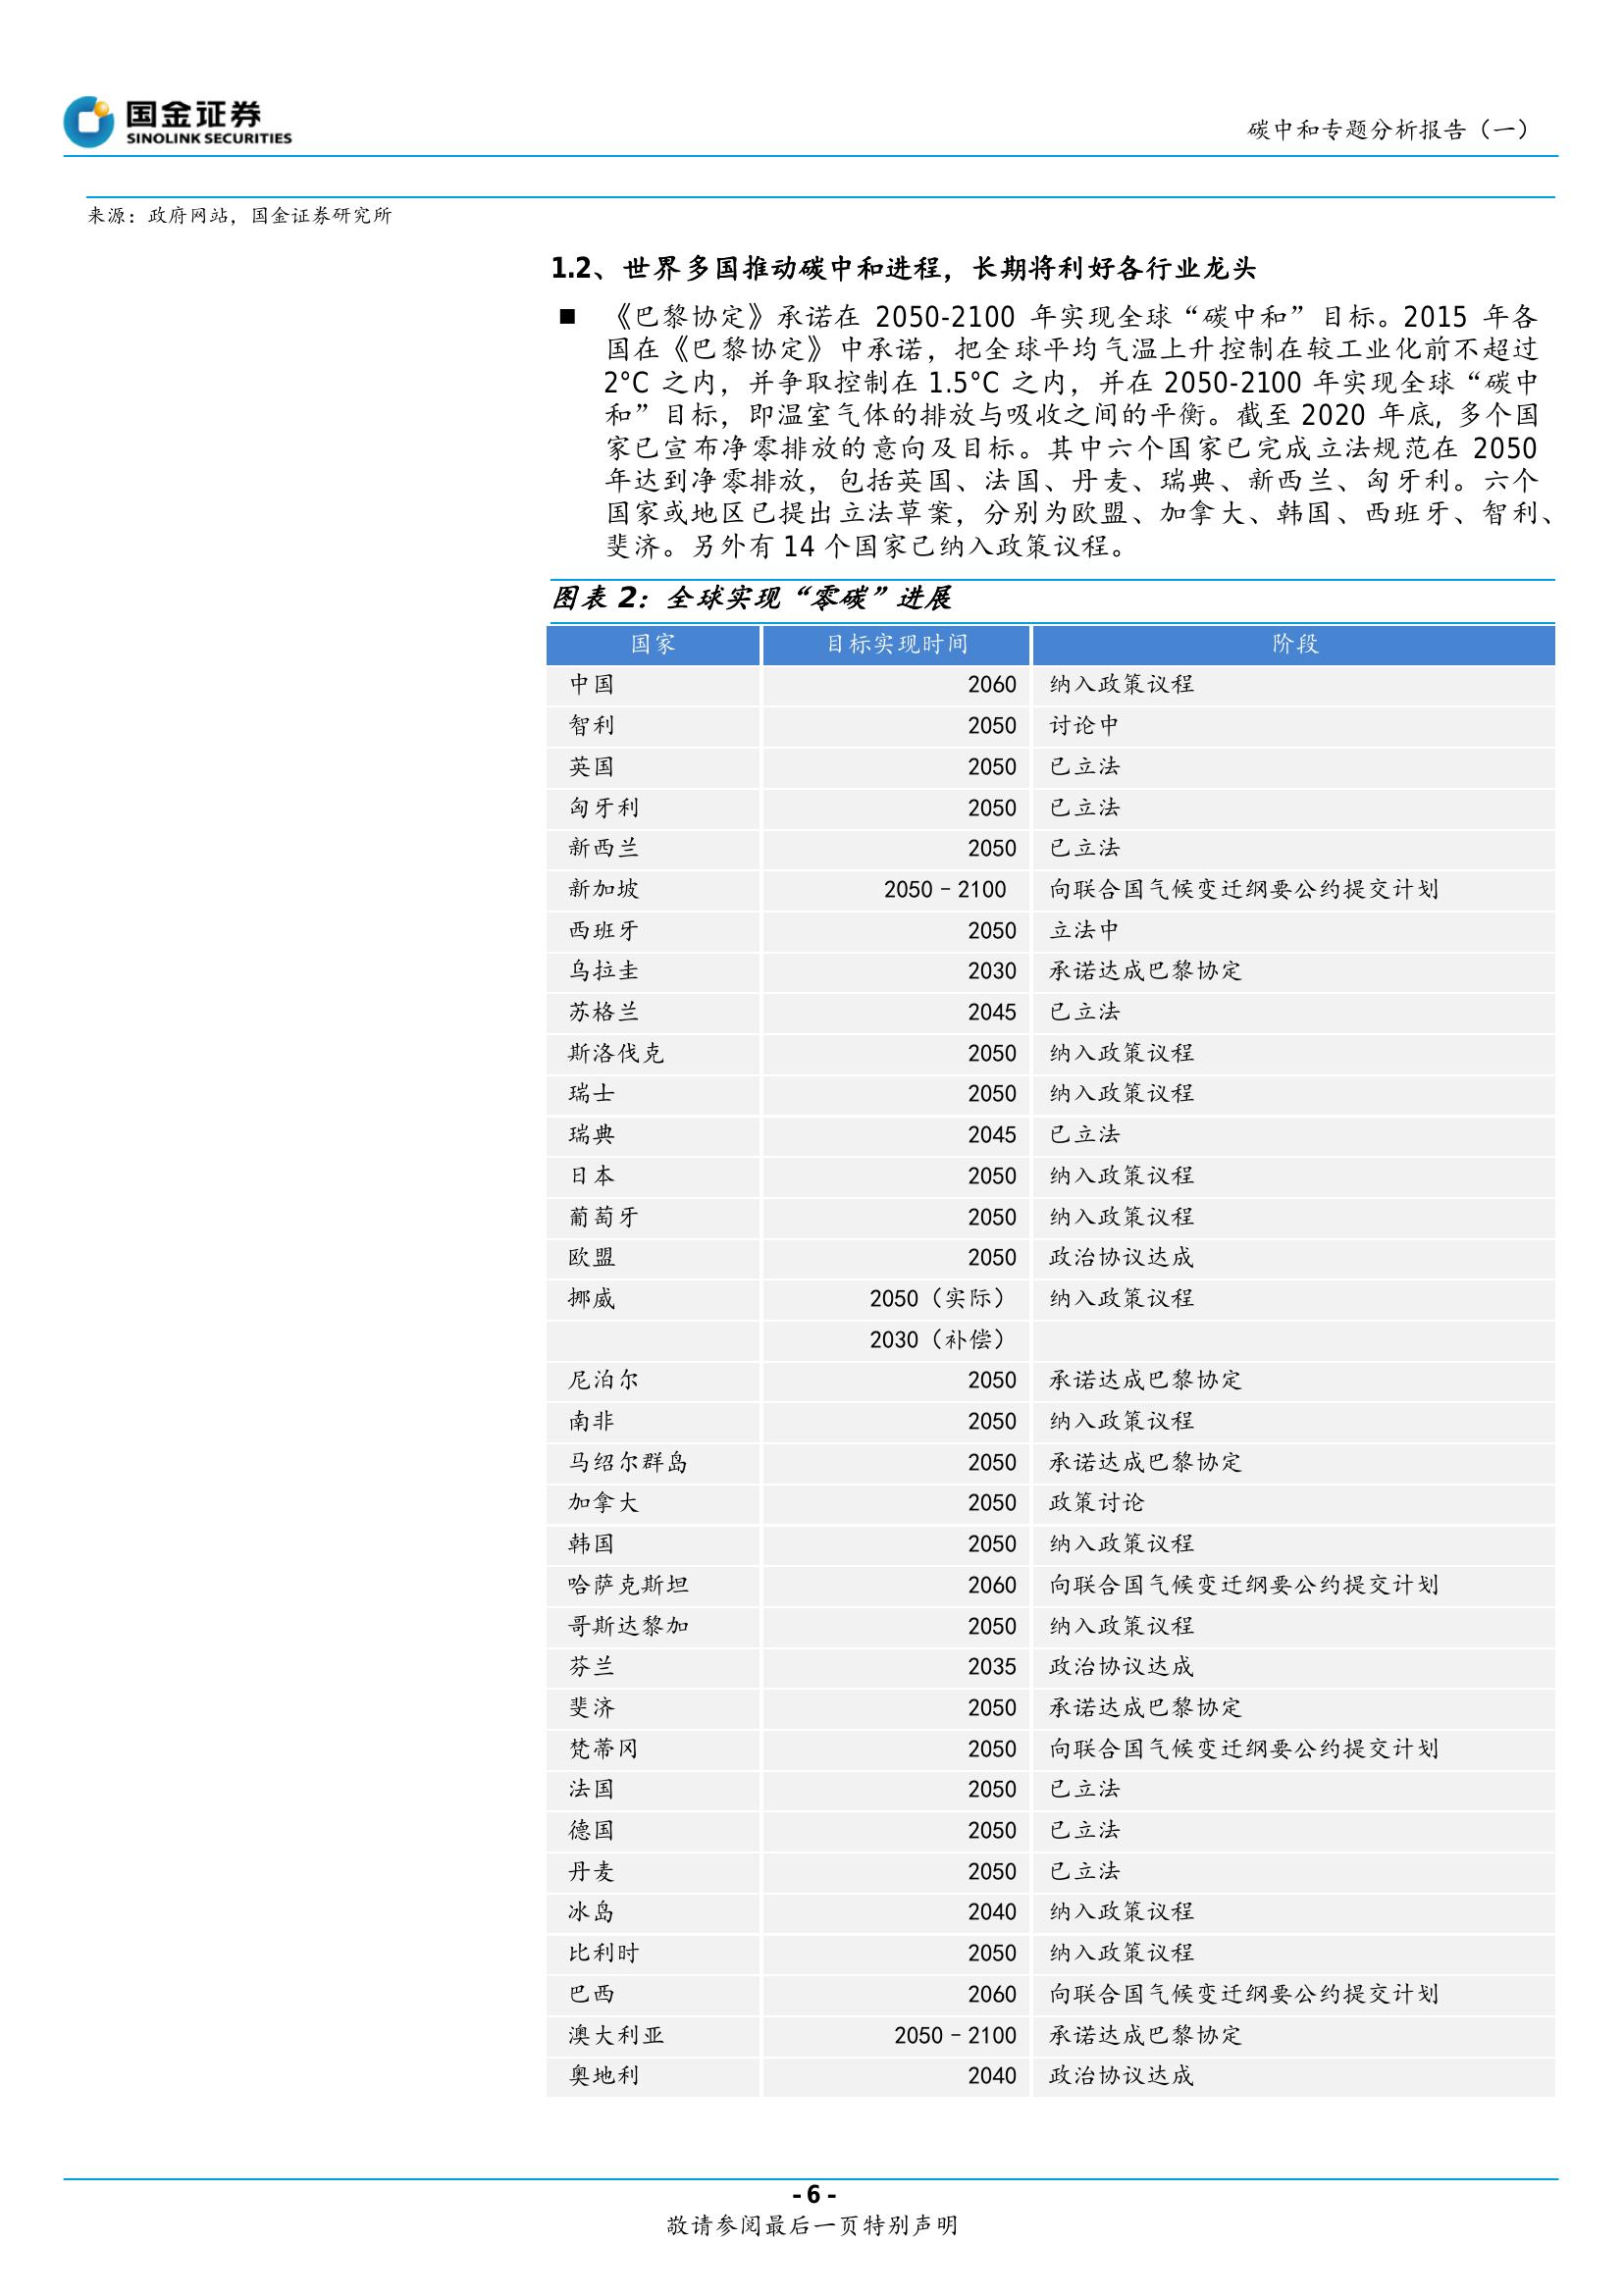 国金证券
SINOLINK SECURITIES
碳中和专题分析报告（一）
来源：政府网站，国金证券研究所
1.2、世界多国推动碳中和进程，长期将利好各行业龙头
■ 《巴黎协定》承诺在 2050-2100 年实现全球“碳中和”目标。2015 年各
国在《巴黎协定》中承诺，把全球平均气温上升控制在较工业化前不超过
2°C 之内，并争取控制在 1.5°C 之内，并在 2050-2100 年实现全球“碳中
和”目标，即温室气体的排放与吸收之间的平衡。截至 2020 年底, 多个国
家已宣布净零排放的意向及目标。其中六个国家已完成立法规范在 2050
年达到净零排放，包括英国、法国、丹麦、瑞典、新西兰、匈牙利。六个
国家或地区已提出立法草案，分别为欧盟、加拿大、韩国、西班牙、智利、
斐济。另外有 14 个国家已纳入政策议程。
图表 2：全球实现“零碳”进展
国家 目标实现时间 阶段
中国 2060 纳入政策议程
智利 2050 讨论中
英国 2050 已立法
匈牙利 2050 已立法
新西兰 2050 已立法
新加坡 2050－2100 向联合国气候变迁纲要公约提交计划
西班牙 2050 立法中
乌拉圭 2030 承诺达成巴黎协定
苏格兰 2045 已立法
斯洛伐克 2050 纳入政策议程
瑞士 2050 纳入政策议程
瑞典 2045 已立法
日本 2050 纳入政策议程
葡萄牙 2050 纳入政策议程
欧盟 2050 政治协议达成
挪威 2050（实际） 纳入政策议程
2030（补偿）
尼泊尔 2050 承诺达成巴黎协定
南非 2050 纳入政策议程
马绍尔群岛 2050 承诺达成巴黎协定
加拿大 2050 政策讨论
韩国 2050 纳入政策议程
哈萨克斯坦 2060 向联合国气候变迁纲要公约提交计划
哥斯达黎加 2050 纳入政策议程
芬兰 2035 政治协议达成
斐济 2050 承诺达成巴黎协定
梵蒂冈 2050 向联合国气候变迁纲要公约提交计划
法国 2050 已立法
德国 2050 已立法
丹麦 2050 已立法
冰岛 2040 纳入政策议程
比利时 2050 纳入政策议程
巴西 2060 向联合国气候变迁纲要公约提交计划
澳大利亚 2050－2100 承诺达成巴黎协定
奥地利 2040 政治协议达成
- 6 -
敬请参阅最后一页特别声明